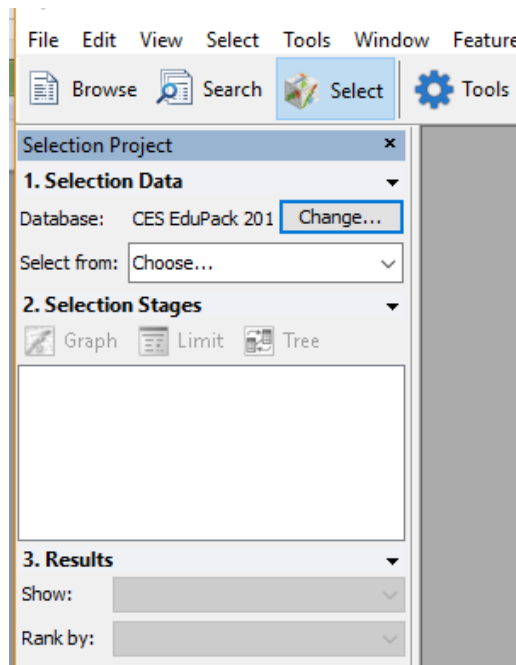 File Edit View Select Tools Window Feature
Browse Search Select Tools
Selection Project x
1. Selection Data
Database: CES EduPack 201 Change...
Select from: Choose...
2. Selection Stages
Graph Limit Tree
3. Results
Show:
Rank by: